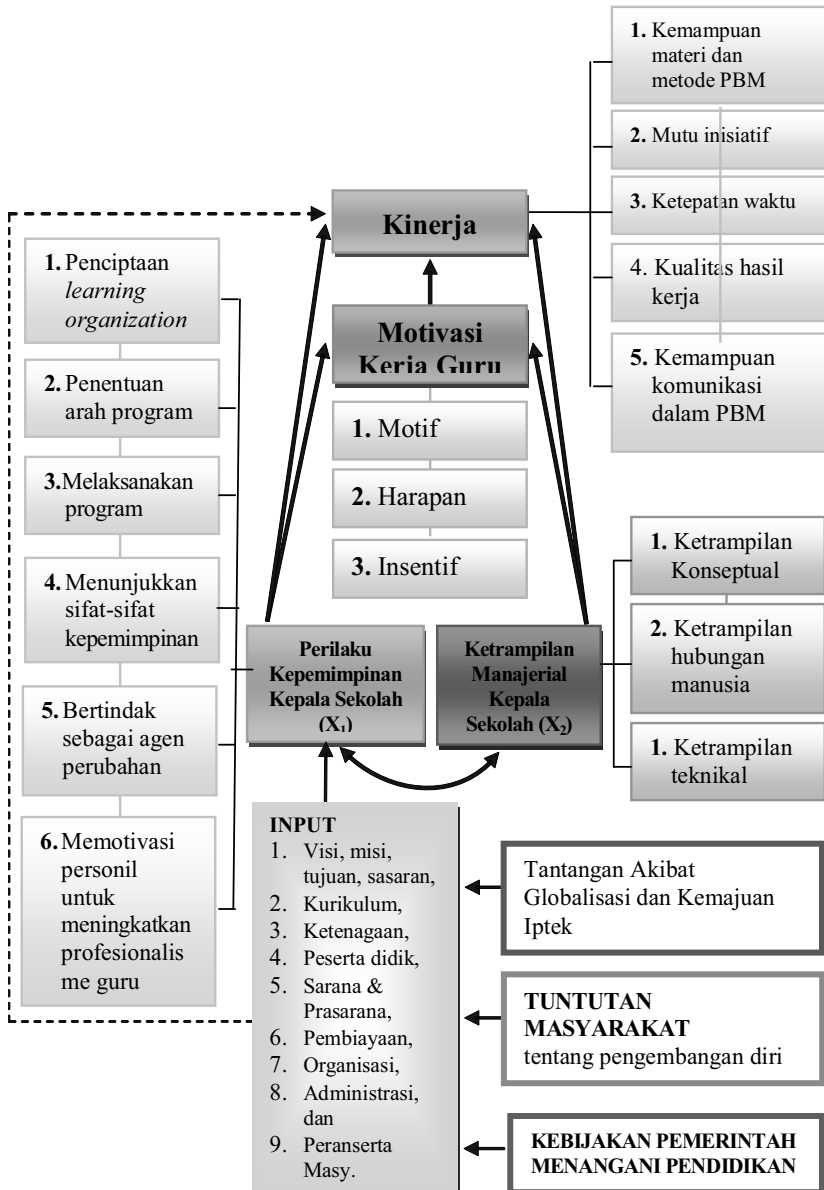 1. Kemampuan
materi dan
metode PBM
2. Mutu inisiatif
3. Ketepatan waktu
4. Kualitas hasil
kerja
5. Kemampuan
komunikasi
dalam PBM
Kinerja
Motivasi
Kerja Guru
1. Motif
2. Harapan
3. Insentif
1. Penciptaan
learning
organization
2. Penentuan
arah program
3.Melaksanakan
program
4. Menunjukkan
sifat-sifat
kepemimpinan
5. Bertindak
sebagai agen
perubahan
6. Memotivasi
personil
untuk
meningkatkan
profesionalis
me guru
Perilaku
Kepemimpinan
Kepala Sekolah
(X₁)
Ketrampilan
Manajerial
Kepala
Sekolah (X₂)
1. Ketrampilan
Konseptual
2. Ketrampilan
hubungan
manusia
1. Ketrampilan
teknikal
INPUT
1. Visi, misi,
tujuan, sasaran,
2. Kurikulum,
3. Ketenagaan,
4. Peserta didik,
5. Sarana &
Prasarana,
6. Pembiayaan,
7. Organisasi,
8. Administrasi,
dan
9. Peranserta
Masy.
Tantangan Akibat
Globalisasi dan Kemajuan
Iptek
TUNTUTAN
MASYARAKAT
tentang pengembangan diri
KEBIJAKAN PEMERINTAH
MENANGANI PENDIDIKAN